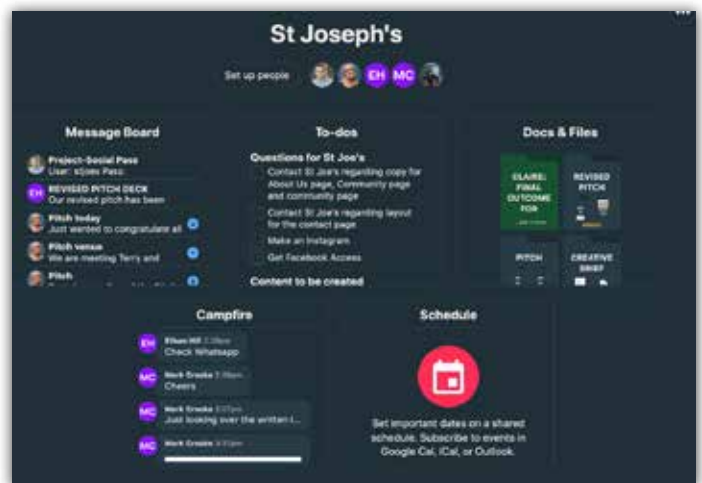 St Joseph's
Set up people
EH MC
Message Board
Project-Social Pass
User: stjoes Pass:
EH
REVISED PITCH DECK
Our revised pitch has been
Pitch today
Just wanted to congratulate all
Pitch venue
We are meeting Terry and
Pitch
To-dos
Questions for St Joe's
Contact St Joe's regarding copy for
About Us page, Community page
and community page
Contact St Joe's regarding layout
for the contact page
Make an Instagram
Get Facebook Access
Content to be created
Docs & Files
CLAIRE:
FINAL
OUTCOME
FOR
REVISED
PITCH
PITCH
CREATIVE
BRIEF
Campfire
EH
Ethan Hill
Check Whatsapp
MC
Mark
Cheers
MC
Mark
Just looking over the written t...
MC
Mark
Schedule
Set important dates on a shared
schedule. Subscribe to events in
Google Cal, iCal, or Outlook.